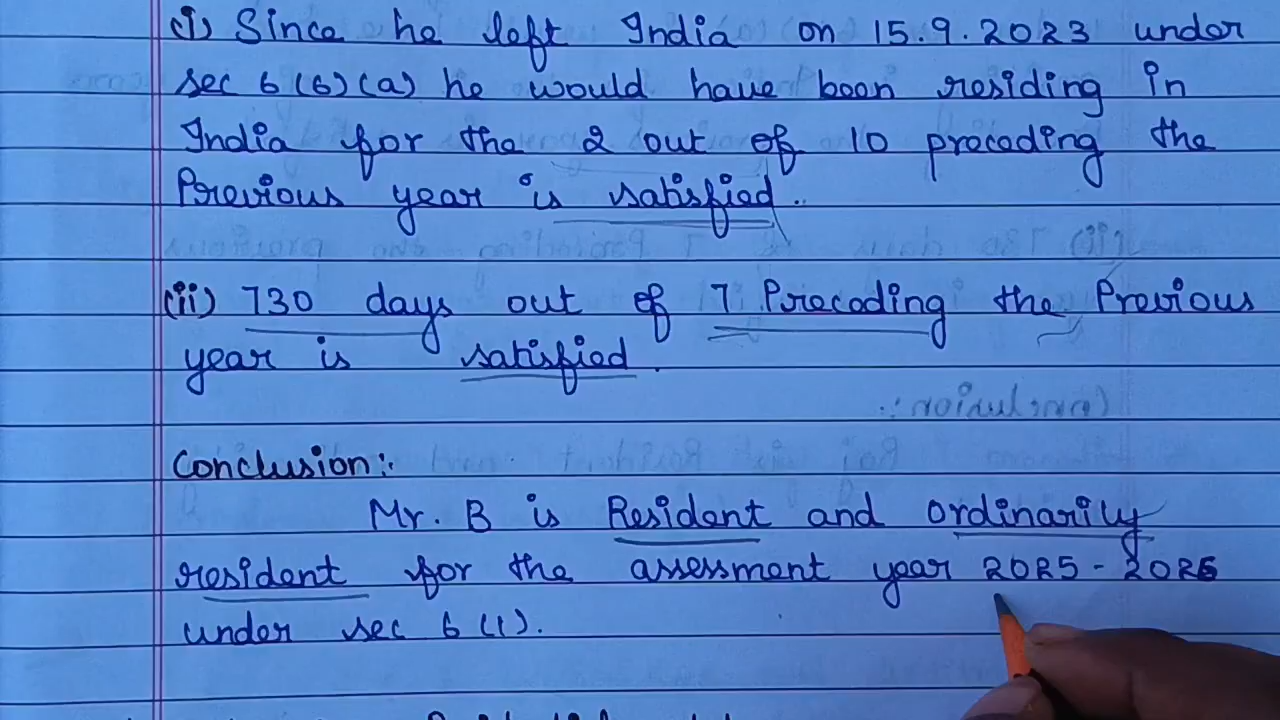 (i) Since he left India on 15.9.2023 under
sec 6(6)(a) he would have been residing in
India for the 2 out of 10 preceding the
Previous year is satisfied.
(ii) 730 days out of 7 Preceding the Previous
year is satisfied.
Conclusion:
Mr. B is Resident and ordinarily
resident for the assessment year 2025-2026
under sec 6(1).